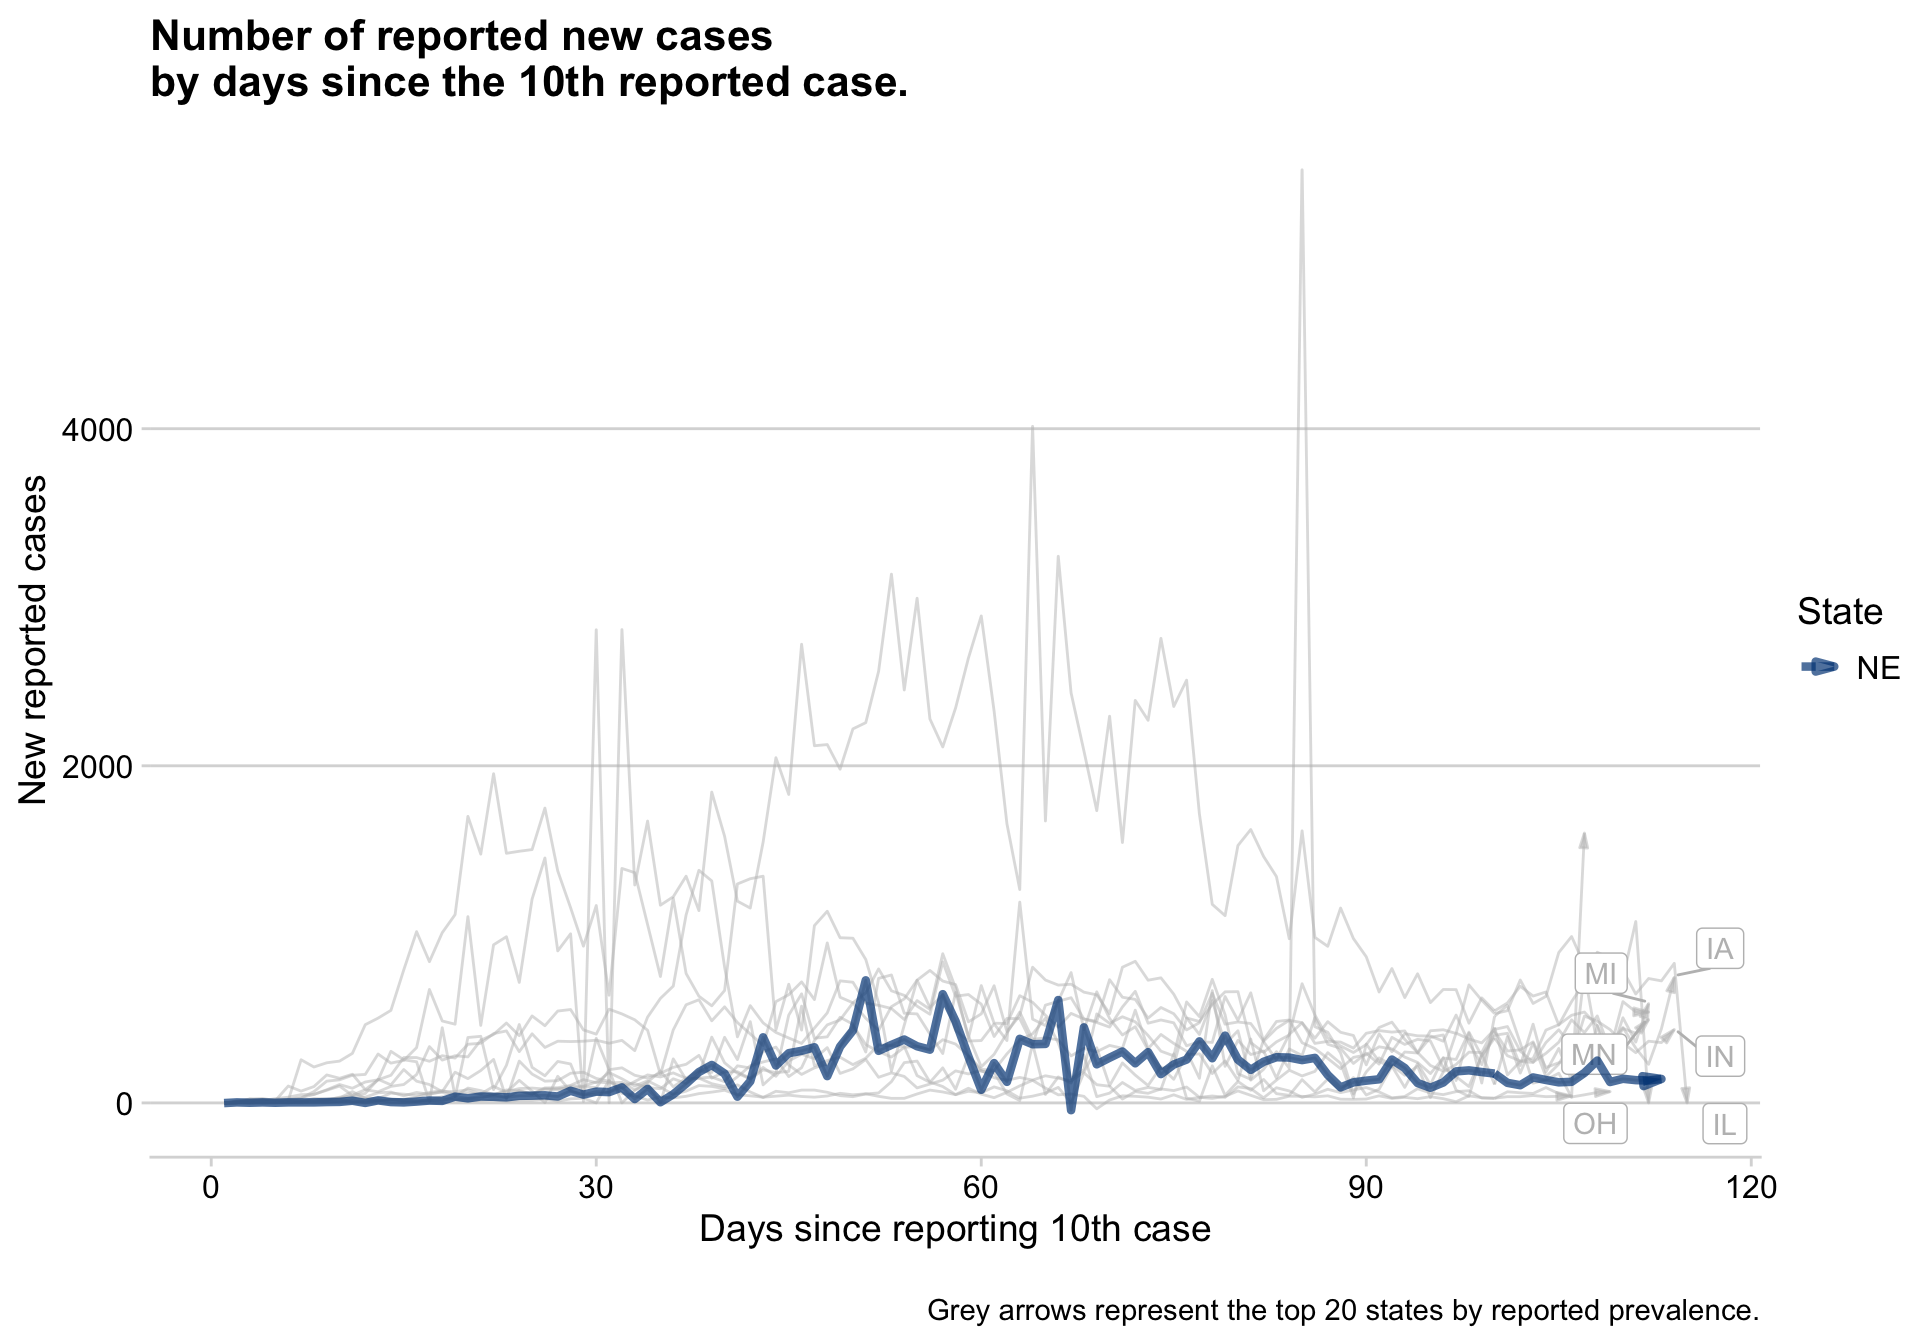 Number of reported new cases
by days since the 10th reported case.
New reported cases
4000
2000
0
MI
IA
MN
IN
OH
IL
0
30
60
90
120
Days since reporting 10th case
State
NE
Grey arrows represent the top 20 states by reported prevalence.